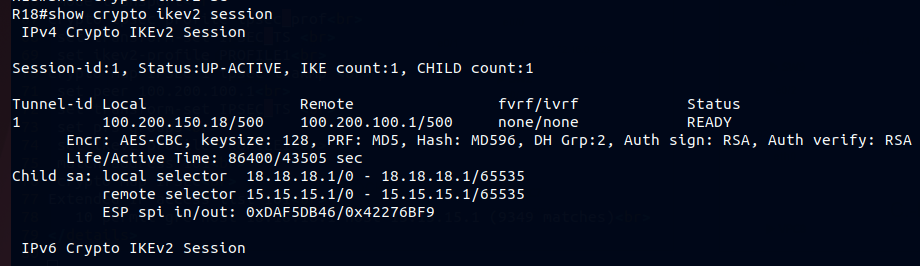 R18#show crypto ikev2 session
IPv4 Crypto IKEv2 Session
Session-id:1, Status:UP-ACTIVE, IKE count:1, CHILD count:1
Tunnel-id Local Remote fvrf/ivrf Status
1 100.200.150.18/500 100.200.100.1/500 none/none READY
Encr: AES-CBC, keysize: 128, PRF: MD5, Hash: MD596, DH Grp:2, Auth sign: RSA, Auth verify: RSA
Life/Active Time: 86400/43505 sec
Child sa: local selector 18.18.18.1/0 - 18.18.18.1/65535
remote selector 15.15.15.1/0 - 15.15.15.1/65535
ESP spi in/out: 0xDAF5DB46/0x42276BF9
IPv6 Crypto IKEv2 Session